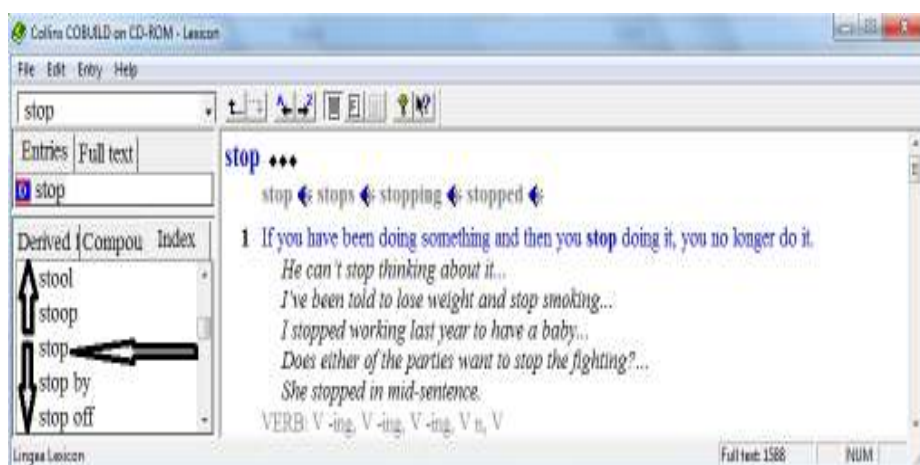 Collins COBUILD on CD-ROM - Lexicon
File Edit Entry Help
stop
Entries Full text
stop
Derived f Compou Index
stool
stoop
stop
stop by
stop off
stop
stop stops stopping stopped
1 If you have been doing something and then you stop doing it, you no longer do it.
He can't stop thinking about it...
I've been told to lose weight and stop smoking...
I stopped working last year to have a baby...
Does either of the parties want to stop the fighting?...
She stopped in mid-sentence.
VERB: V -ing, V -ing, V -ing, V n, V
Lingea Lexicon
Full text: 1588 NUM